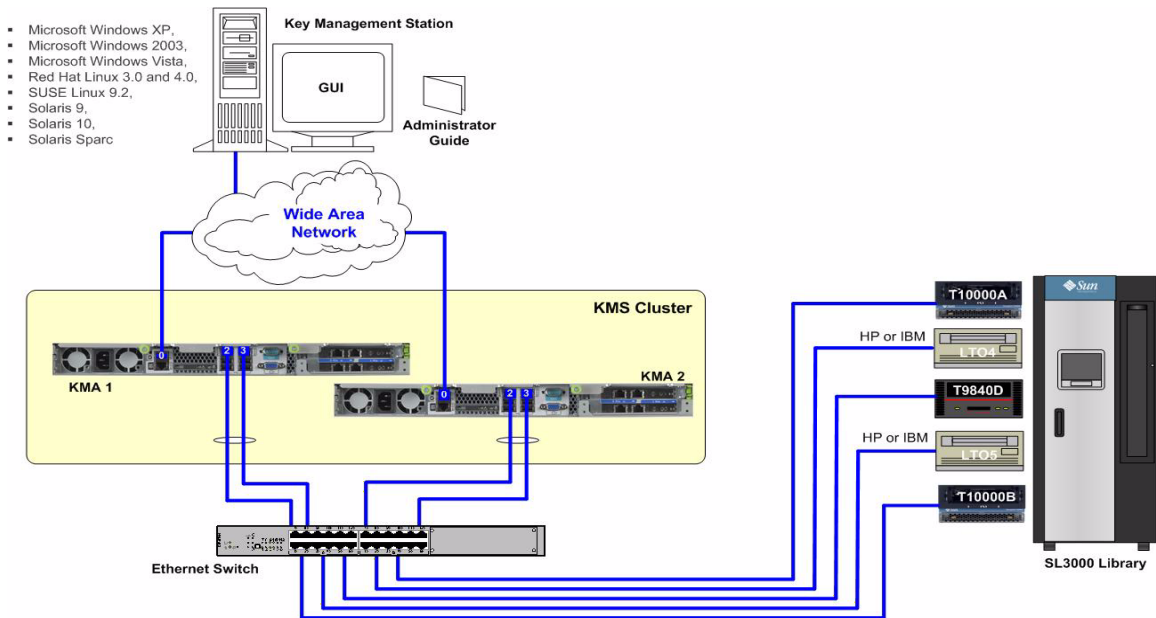 Microsoft Windows XP,
Microsoft Windows 2003,
Microsoft Windows Vista,
Red Hat Linux 3.0 and 4.0,
SUSE Linux 9.2,
Solaris 9,
Solaris 10,
Solaris Sparc
Key Management Station
GUI
Administrator
Guide
Wide Area
Network
KMS Cluster
0
2 3
KMA 1
KMA 2
0
2 3
Ethernet Switch
T10000A
HP or IBM
LTO4
T9840D
HP or IBM
LTO5
T10000B
Sun
SL3000 Library